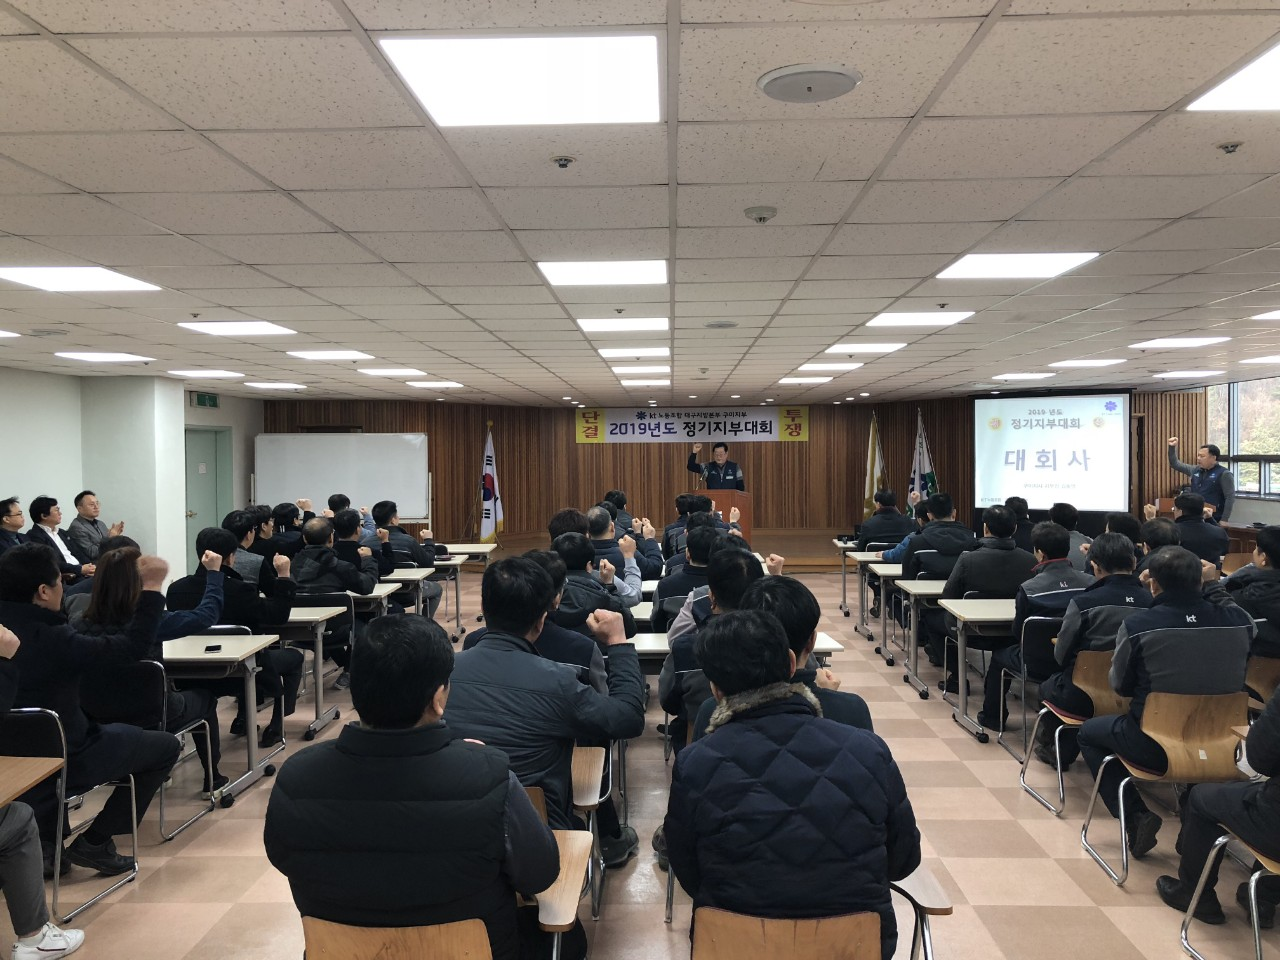 단결
kt 노동조합 대구지방본부 구미지부
2019년도 정기지부대회
투쟁
2019 년도
정기지부대회
대회사
kt
kt